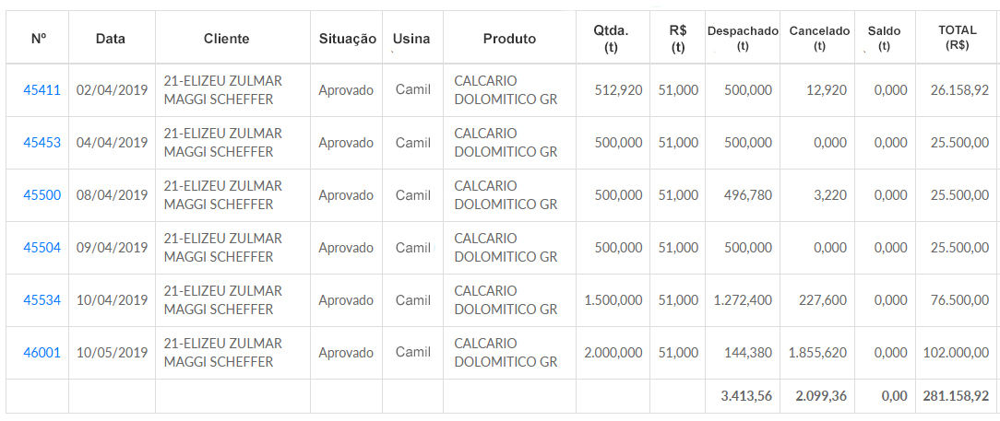 Nº Data Cliente Situação Usina Produto Qtda. (t) R$ (t) Despachado (t) Cancelado (t) Saldo (t) TOTAL (R$)
45411 02/04/2019 21-ELIZEU ZULMAR MAGGI SCHEFFER Aprovado Camil CALCARIO DOLOMITICO GR 512,920 51,000 500,000 12,920 0,000 26.158,92
45453 04/04/2019 21-ELIZEU ZULMAR MAGGI SCHEFFER Aprovado Camil CALCARIO DOLOMITICO GR 500,000 51,000 500,000 0,000 0,000 25.500,00
45500 08/04/2019 21-ELIZEU ZULMAR MAGGI SCHEFFER Aprovado Camil CALCARIO DOLOMITICO GR 500,000 51,000 496,780 3,220 0,000 25.500,00
45504 09/04/2019 21-ELIZEU ZULMAR MAGGI SCHEFFER Aprovado Camil CALCARIO DOLOMITICO GR 500,000 51,000 500,000 0,000 0,000 25.500,00
45534 10/04/2019 21-ELIZEU ZULMAR MAGGI SCHEFFER Aprovado Camil CALCARIO DOLOMITICO GR 1.500,000 51,000 1.272,400 227,600 0,000 76.500,00
46001 10/05/2019 21-ELIZEU ZULMAR MAGGI SCHEFFER Aprovado Camil CALCARIO DOLOMITICO GR 2.000,000 51,000 144,380 1.855,620 0,000 102.000,00
3.413,56 2.099,36 0,00 281.158,92